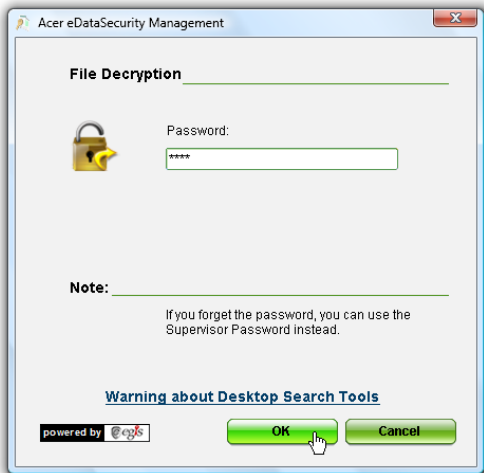 Acer eDataSecurity Management
File Decryption
Password:
****
Note:
If you forget the password, you can use the
Supervisor Password instead.
Warning about Desktop Search Tools
powered by egis
OK
Cancel